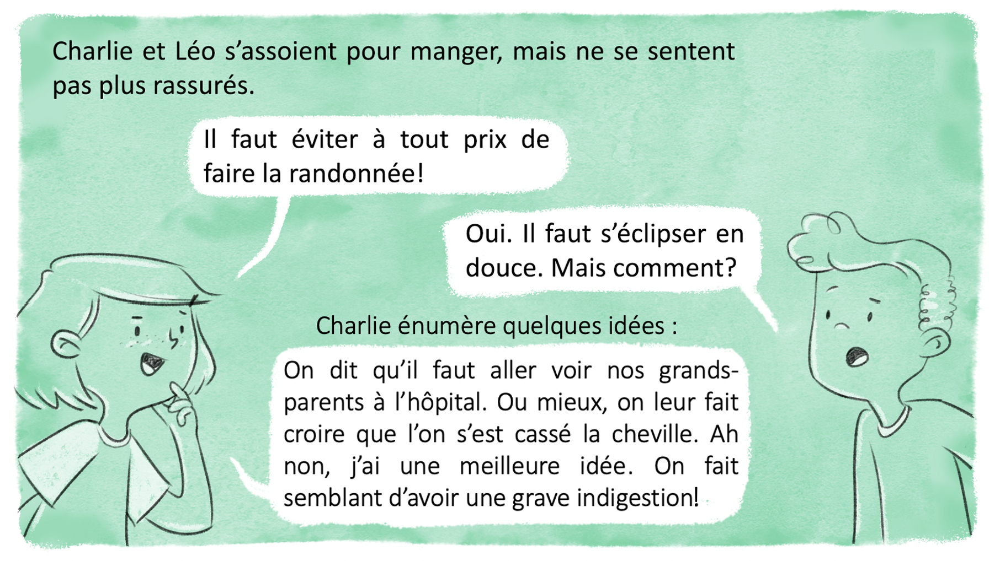 Charlie et Léo s’assoient pour manger, mais ne se sentent
pas plus rassurés.
Il faut éviter à tout prix de
faire la randonnée!
Oui. Il faut s’éclipser en
douce. Mais comment?
Charlie énumère quelques idées :
On dit qu’il faut aller voir nos grands-
parents à l’hôpital. Ou mieux, on leur fait
croire que l’on s’est cassé la cheville. Ah
non, j’ai une meilleure idée. On fait
semblant d’avoir une grave indigestion!